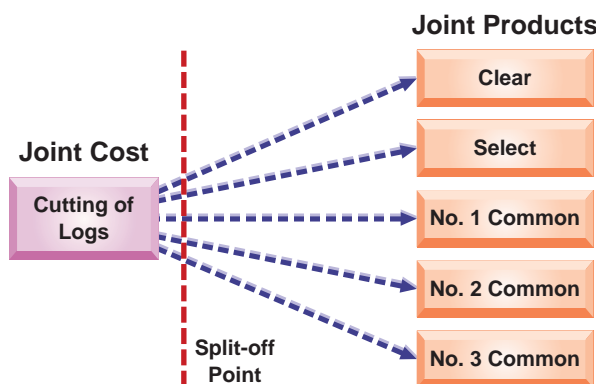 Joint Products
Clear
Select
Joint Cost
Cutting of
Logs
No. 1 Common
No. 2 Common
No. 3 Common
Split-off
Point